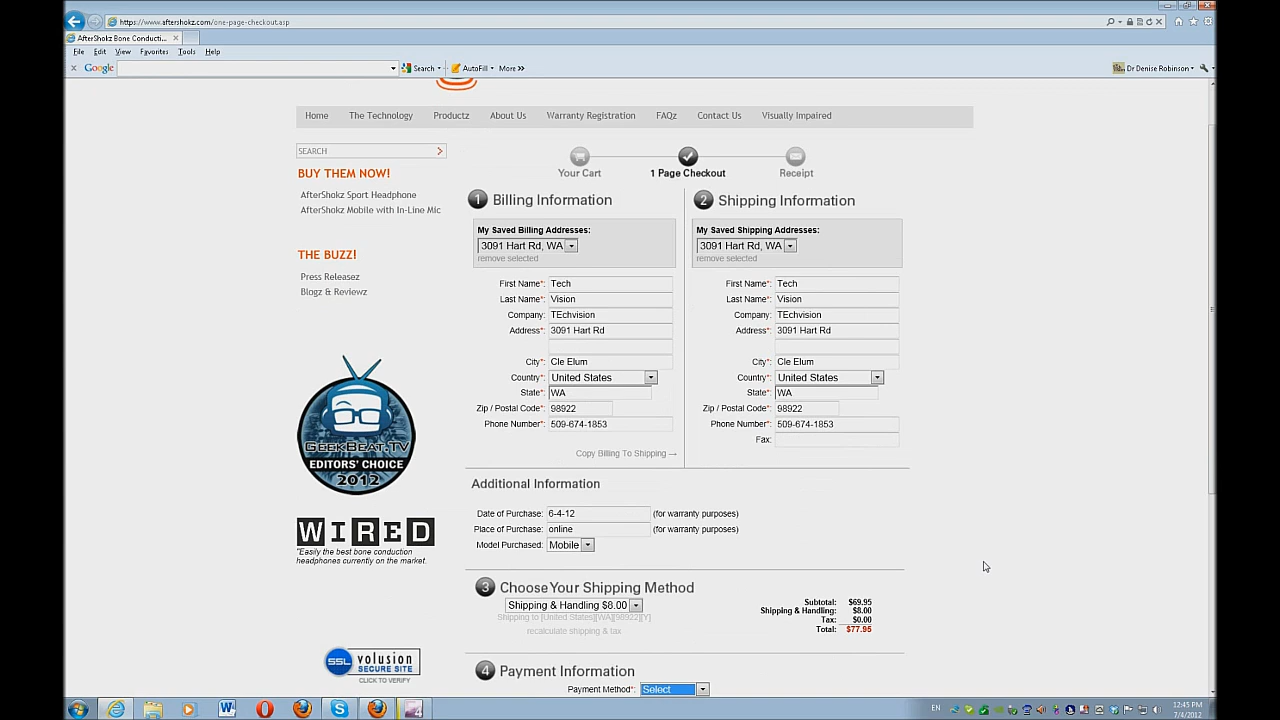 https://www.aftershokz.com/one-page-checkout.asp
AfterShokz Bone Conducti...
File Edit View Favorites Tools Help
Google Search AutoFill More Dr Denise Robinson
Home The Technology Productz About Us Warranty Registration FAQz Contact Us Visually Impaired
SEARCH
Your Cart 1 Page Checkout Receipt
BUY THEM NOW!
AfterShokz Sport Headphone
AfterShokz Mobile with In-Line Mic
THE BUZZ!
Press Releasez
Blogz & Reviewz
GEEKBEAT.TV
EDITORS' CHOICE
2012
WIRED
"Easily the best bone conduction
headphones currently on the market.
SSL volusion
SECURE SITE
CLICK TO VERIFY
1 Billing Information
My Saved Billing Addresses:
3091 Hart Rd, WA
remove selected
First Name*: Tech
Last Name*: Vision
Company: TEchvision
Address*: 3091 Hart Rd
City*: Cle Elum
Country*: United States
State*: WA
Zip / Postal Code*: 98922
Phone Number*: 509-674-1853
Copy Billing To Shipping →
2 Shipping Information
My Saved Shipping Addresses:
3091 Hart Rd, WA
remove selected
First Name*: Tech
Last Name*: Vision
Company: TEchvision
Address*: 3091 Hart Rd
City*: Cle Elum
Country*: United States
State*: WA
Zip / Postal Code*: 98922
Phone Number*: 509-674-1853
Fax:
Additional Information
Date of Purchase: 6-4-12 (for warranty purposes)
Place of Purchase: online (for warranty purposes)
Model Purchased: Mobile
3 Choose Your Shipping Method
Shipping & Handling $8.00
Shipping to [United States][WA][98922][Y]
recalculate shipping & tax
Subtotal: $69.95
Shipping & Handling: $8.00
Tax: $0.00
Total: $77.95
4 Payment Information
Payment Method*: Select
EN
12:45 PM
7/4/2012